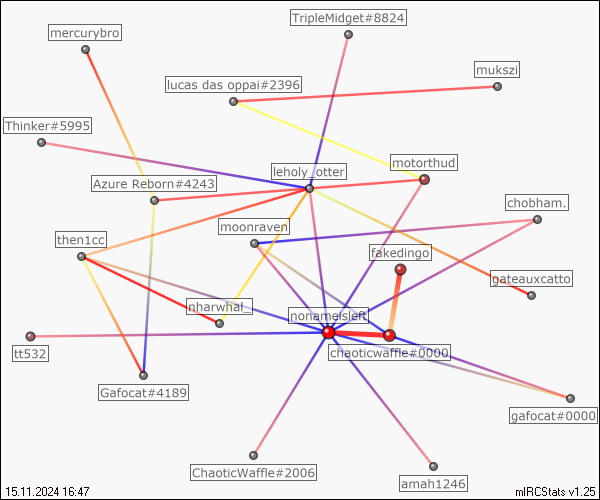 TripleMidget#8824
mercurybro
mukszi
lucas das oppai#2396
Thinker#5995
motorthud
leholy_otter
Azure Reborn#4243
chobham.
moonraven
then1cc
fakedingo
gateauxcatto
nharwhal_
nonameisleft
tt532
chaoticwaffle#0000
Gafocat#4189
gafocat#0000
ChaoticWaffle#2006
amah1246
15.11.2024 16:47
mIRCStats v1.25